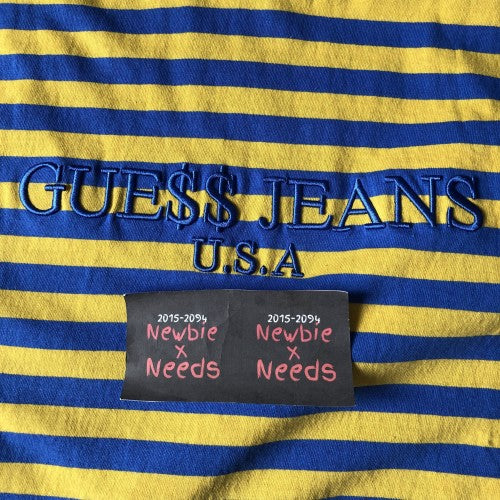 GUE$$ JEANS
U.S.A
2015-2094
Newbie
x
Needs
2015-2094
Newbie
x
Needs